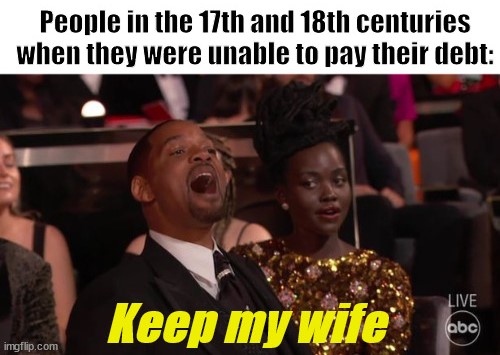 People in the 17th and 18th centuries
when they were unable to pay their debt:
Keep my wife
LIVE
abc
imgflip.com